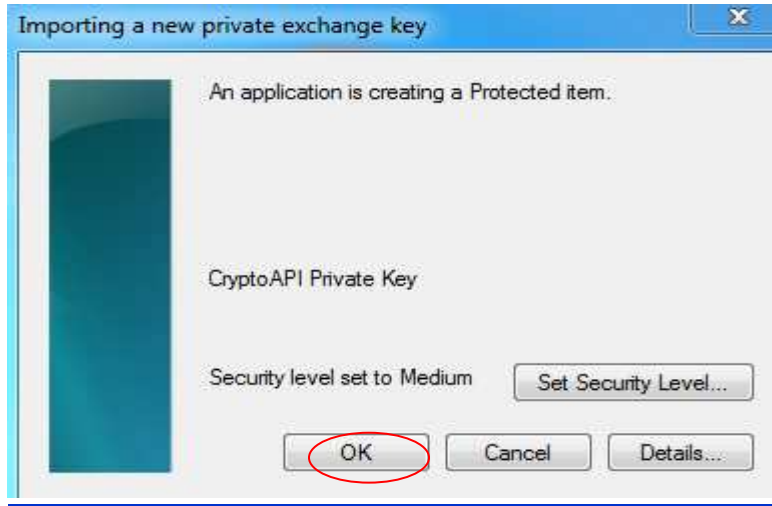 Importing a new private exchange key
An application is creating a Protected item.
CryptoAPI Private Key
Security level set to Medium
Set Security Level...
OK
Cancel
Details...